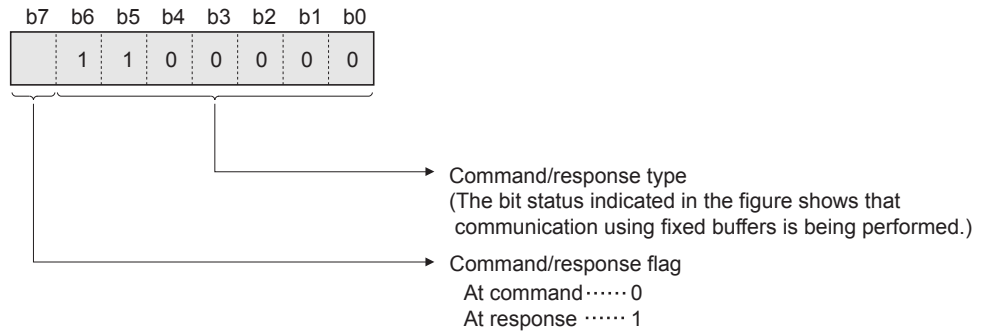 b7 b6 b5 b4 b3 b2 b1 b0
1 1 0 0 0 0 0
Command/response type
(The bit status indicated in the figure shows that
communication using fixed buffers is being performed.)
Command/response flag
At command ······ 0
At response ······ 1